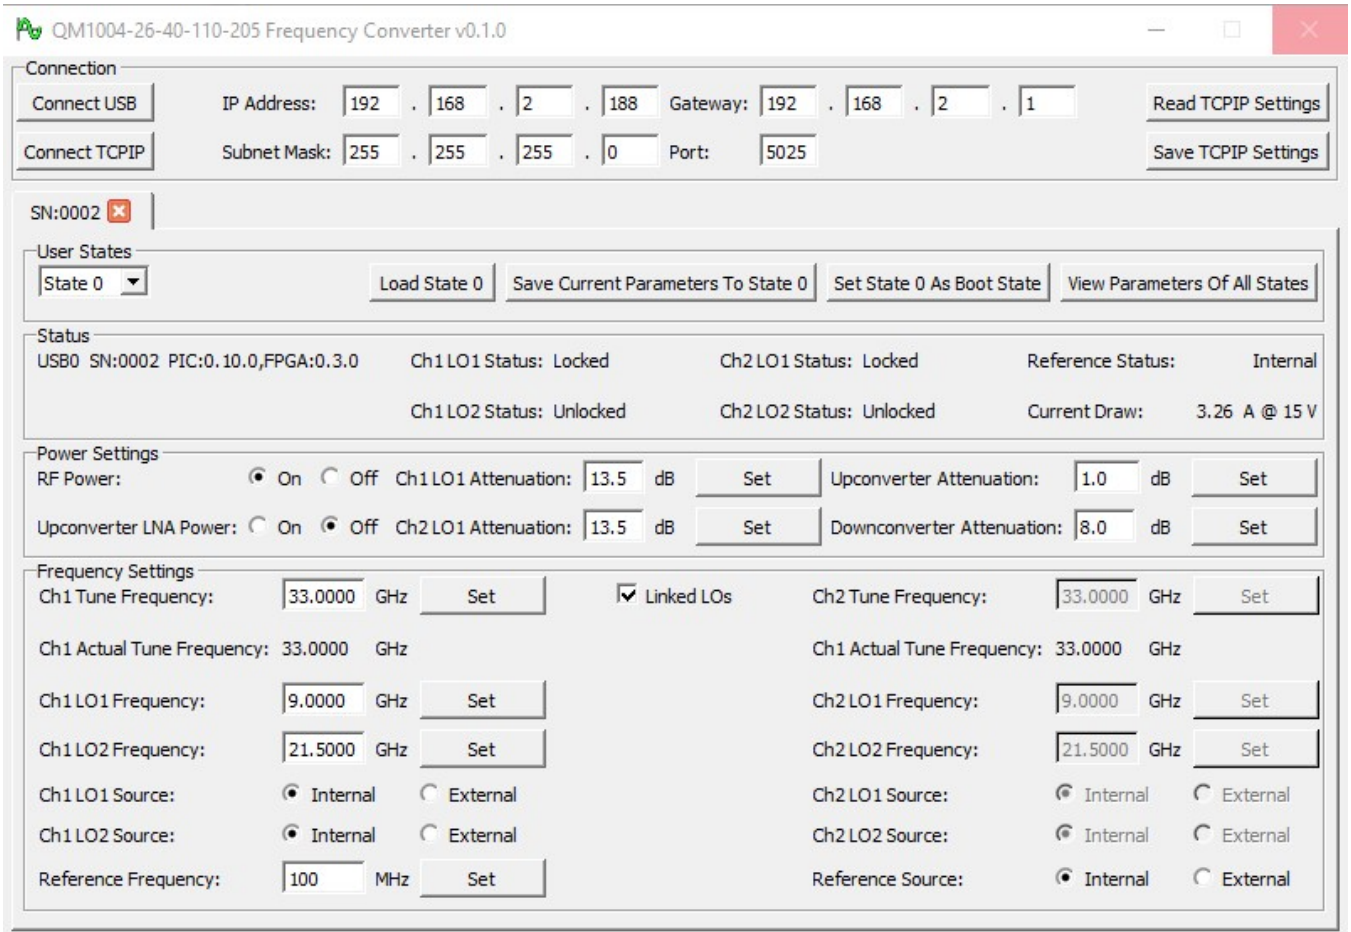 QM1004-26-40-110-205 Frequency Converter v0.1.0
Connection
Connect USB IP Address: 192 . 168 . 2 . 188 Gateway: 192 . 168 . 2 . 1 Read TCPIP Settings
Connect TCPIP Subnet Mask: 255 . 255 . 255 . 0 Port: 5025 Save TCPIP Settings
SN:0002
User States
State 0 Load State 0 Save Current Parameters To State 0 Set State 0 As Boot State View Parameters Of All States
Status
USB0 SN:0002 PIC:0.10.0,FPGA:0.3.0 Ch1 LO1 Status: Locked Ch2 LO1 Status: Locked Reference Status: Internal
Ch1 LO2 Status: Unlocked Ch2 LO2 Status: Unlocked Current Draw: 3.26 A @ 15 V
Power Settings
RF Power: On Off Ch1 LO1 Attenuation: 13.5 dB Set Upconverter Attenuation: 1.0 dB Set
Upconverter LNA Power: On Off Ch2 LO1 Attenuation: 13.5 dB Set Downconverter Attenuation: 8.0 dB Set
Frequency Settings
Ch1 Tune Frequency: 33.0000 GHz Set Linked LOs Ch2 Tune Frequency: 33.0000 GHz Set
Ch1 Actual Tune Frequency: 33.0000 GHz Ch1 Actual Tune Frequency: 33.0000 GHz
Ch1 LO1 Frequency: 9.0000 GHz Set Ch2 LO1 Frequency: 9.0000 GHz Set
Ch1 LO2 Frequency: 21.5000 GHz Set Ch2 LO2 Frequency: 21.5000 GHz Set
Ch1 LO1 Source: Internal External Ch2 LO1 Source: Internal External
Ch1 LO2 Source: Internal External Ch2 LO2 Source: Internal External
Reference Frequency: 100 MHz Set Reference Source: Internal External